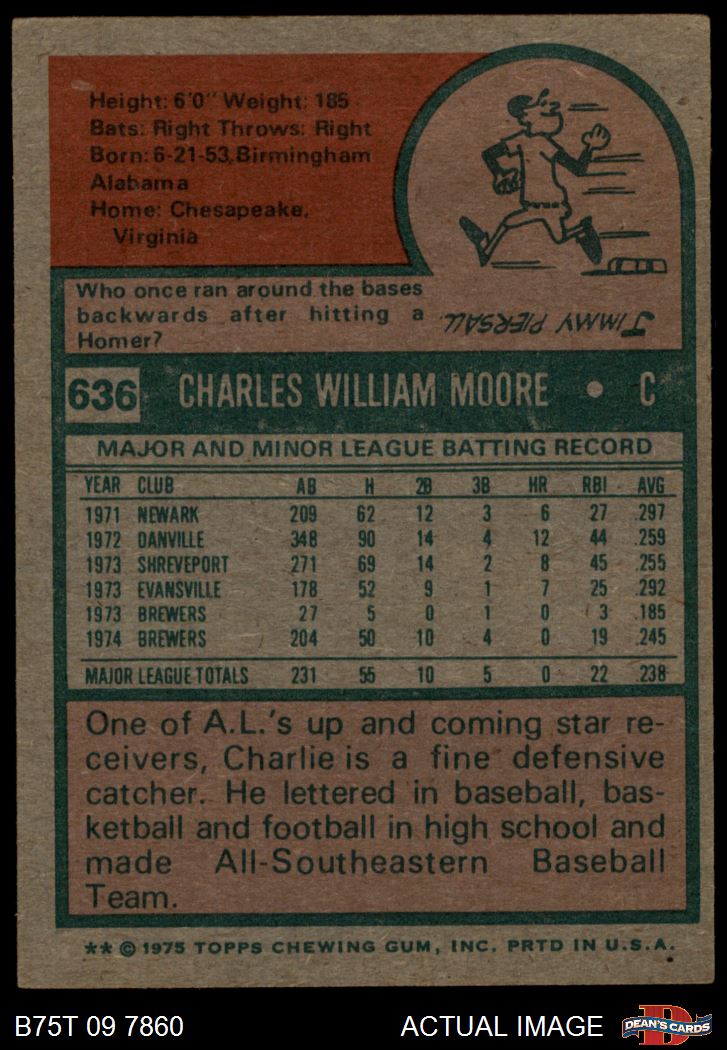 Height: 6'0" Weight: 185
Bats: Right Throws: Right
Born: 6-21-53, Birmingham
Alabama
Home: Chesapeake,
Virginia
Who once ran around the bases
backwards after hitting a
Homer?
JIMMY PIERSALL.
636 CHARLES WILLIAM MOORE • C
MAJOR AND MINOR LEAGUE BATTING RECORD
YEAR CLUB AB H 2B 3B HR RBI AVG
1971 NEWARK 209 62 12 3 6 27 .297
1972 DANVILLE 348 90 14 4 12 44 .259
1973 SHREVEPORT 271 69 14 2 8 45 .255
1973 EVANSVILLE 178 52 9 1 7 25 .292
1973 BREWERS 27 5 0 1 0 3 .185
1974 BREWERS 204 50 10 4 0 19 .245
MAJOR LEAGUE TOTALS 231 55 10 5 0 22 .238
One of A.L.'s up and coming star re-
ceivers, Charlie is a fine defensive
catcher. He lettered in baseball, bas-
ketball and football in high school and
made All-Southeastern Baseball
Team.
** © 1975 TOPPS CHEWING GUM, INC. PRTD IN U.S.A.
B75T 09 7860 ACTUAL IMAGE D DEAN'S CARDS